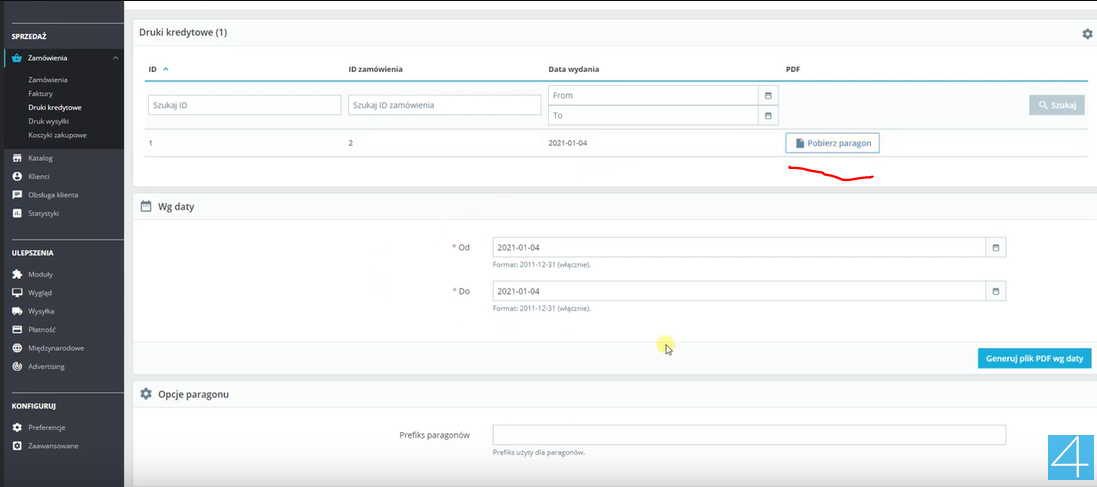 SPRZEDAŻ
Zamówienia
Zamówienia
Faktury
Druki kredytowe
Druk wysyłki
Koszyki zakupowe
Katalog
Klienci
Obsługa klienta
Statystyki
ULEPSZENIA
Moduły
Wygląd
Wysyłka
Płatność
Międzynarodowe
Advertising
KONFIGURUJ
Preferencje
Zaawansowane
Druki kredytowe (1)
ID ID zamówienia Data wydania PDF
Szukaj ID Szukaj ID zamówienia From
To
Szukaj
1 2 2021-01-04 Pobierz paragon
Wg daty
* Od 2021-01-04
Format: 2011-12-31 (włącznie).
* Do 2021-01-04
Format: 2011-12-31 (włącznie).
Generuj plik PDF wg daty
Opcje paragonu
Prefiks paragonów
Prefiks użyty dla paragonów.
4